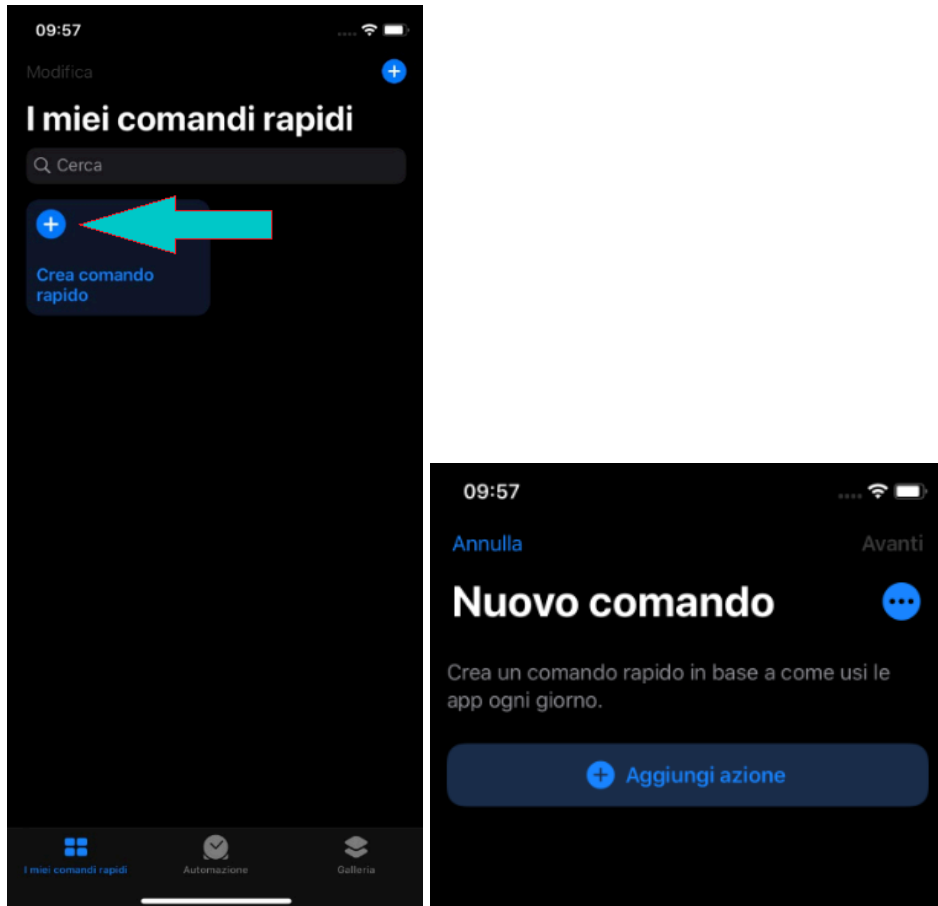 09:57
Modifica
I miei comandi rapidi
Cerca
Crea comando
rapido
I miei comandi rapidi
Automazione
Galleria
09:57
Annulla
Avanti
Nuovo comando
Crea un comando rapido in base a come usi le
app ogni giorno.
Aggiungi azione